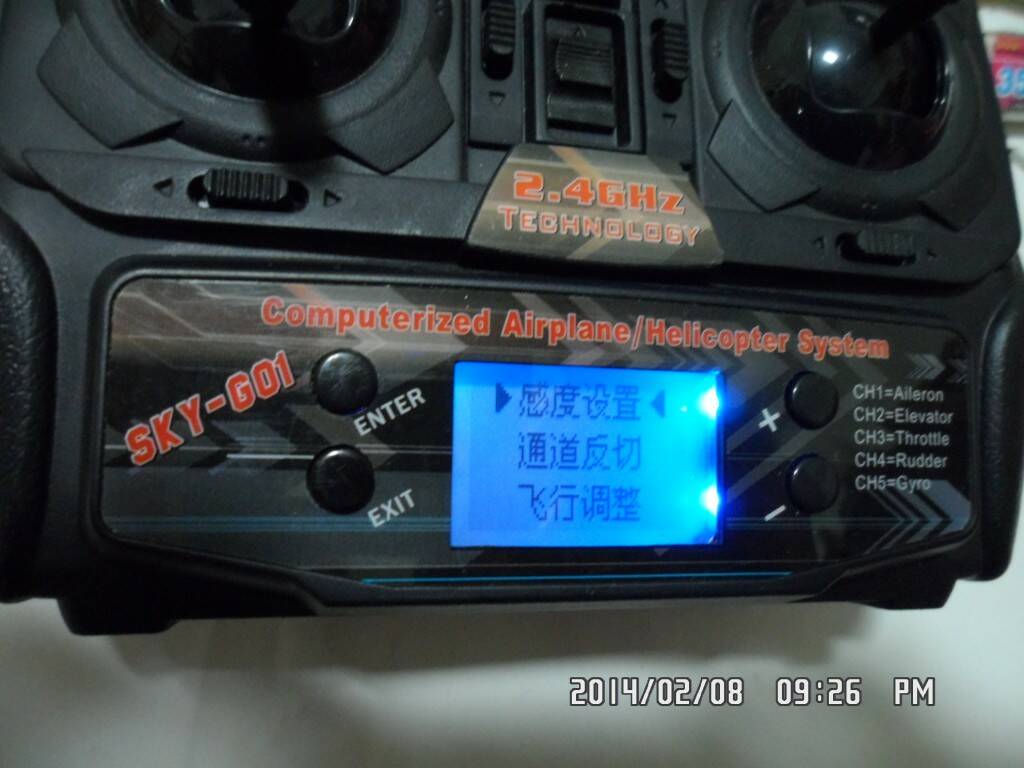 2.4GHz
TECHNOLOGY
Computerized Airplane/Helicopter System
SKY-G01
ENTER
EXIT
感度设置
通道反切
飞行调整
+
−
CH1=Aileron
CH2=Elevator
CH3=Throttle
CH4=Rudder
CH5=Gyro
35
2014/02/08 09:26 PM